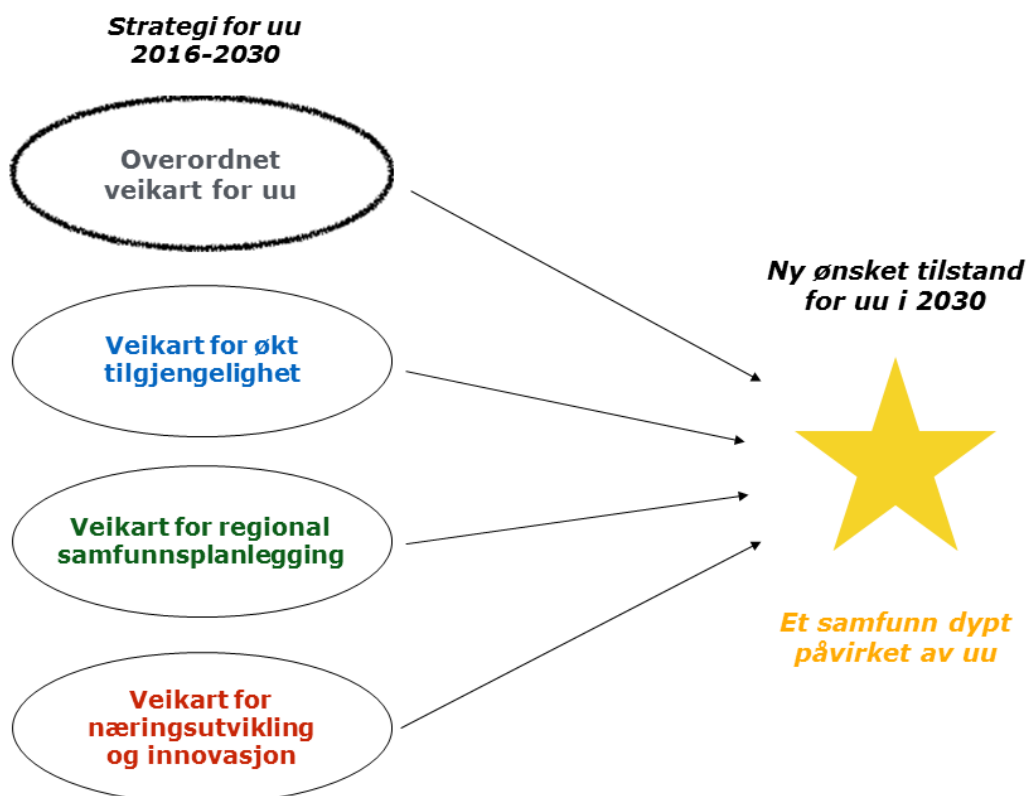 Strategi for uu
2016-2030
Overordnet
veikart for uu
Veikart for økt
tilgjengelighet
Veikart for regional
samfunnsplanlegging
Veikart for
næringsutvikling
og innovasjon
Ny ønsket tilstand
for uu i 2030
Et samfunn dypt
påvirket av uu